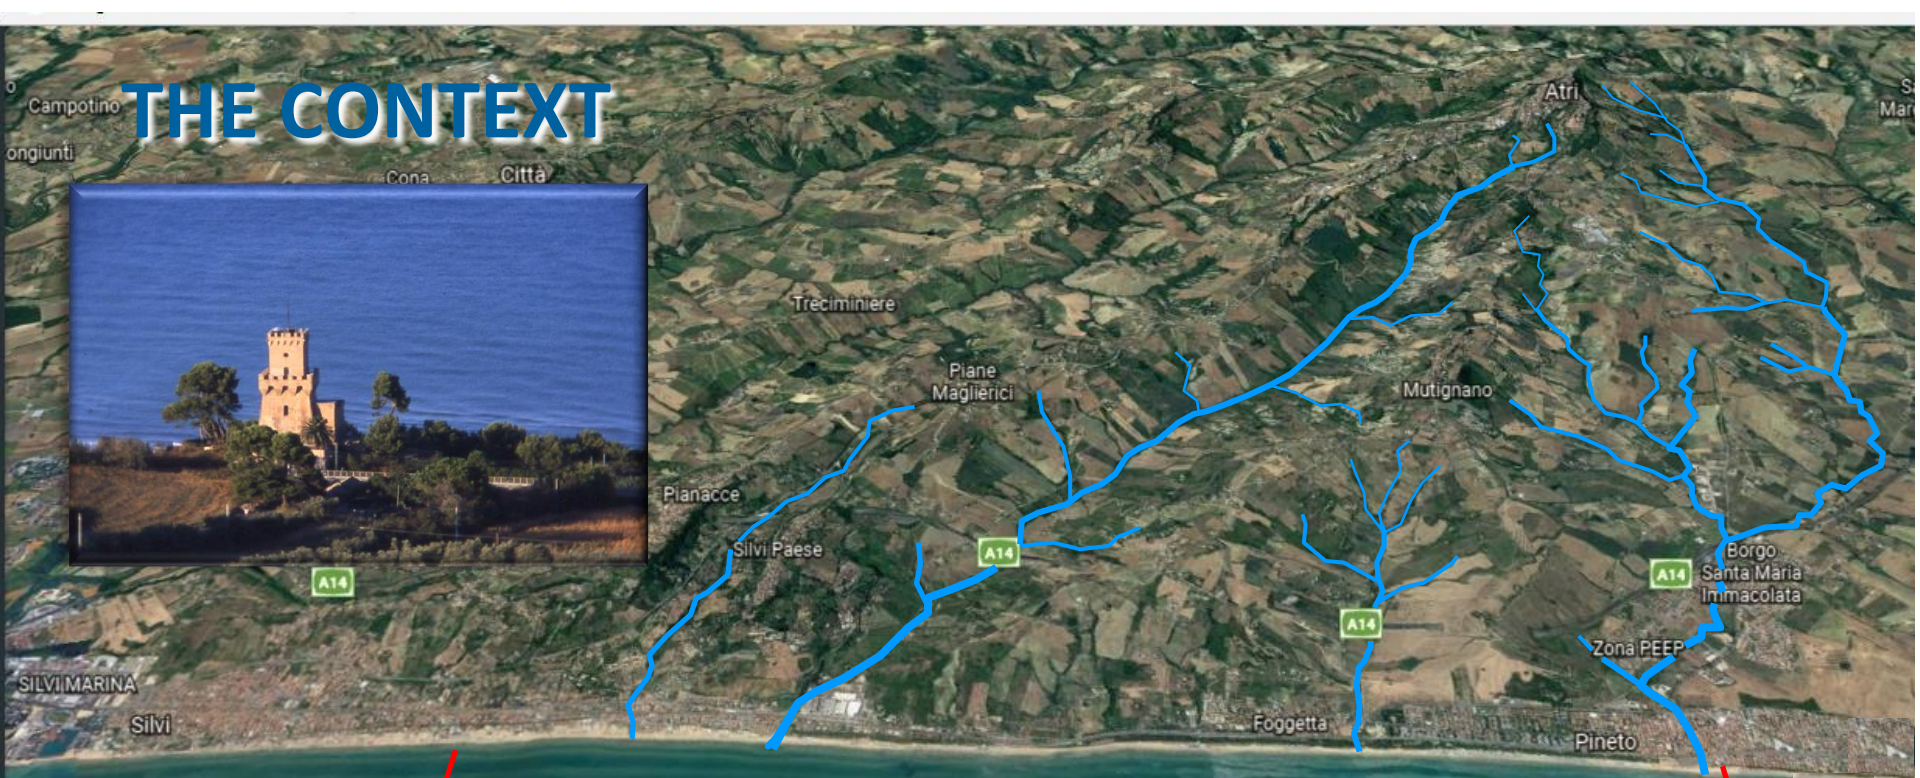 THE CONTEXT
Campotino
ongiunti
Cona
Città
Atri
Treciminiere
Piane
Maglierici
Mutignano
Pianacce
Silvi Paese
A14
A14
A14
A14
Borgo
Santa Maria
Immacolata
Zona PEEP
SILVI MARINA
Silvi
Foggetta
Pineto